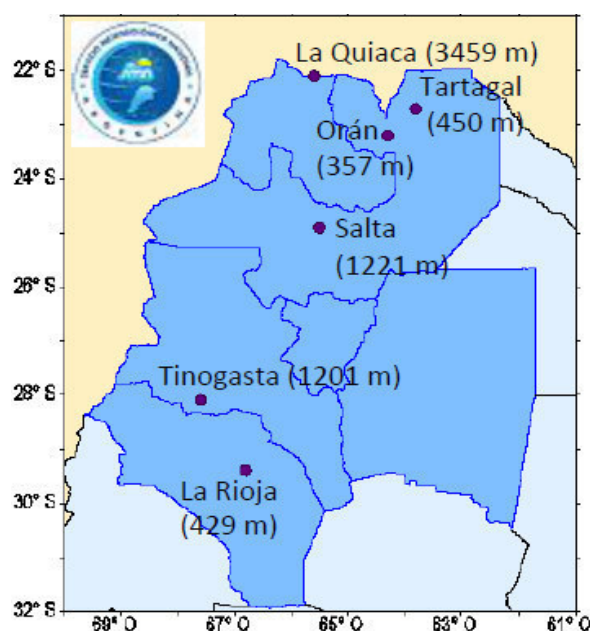 La Quiaca (3459 m)
Tartagal
(450 m)
Orán
(357 m)
Salta
(1221 m)
Tinogasta (1201 m)
La Rioja
(429 m)
22° S
24° S
26° S
28° S
30° S
32° S
69° O
67° O
65° O
63° O
61° O
ARGENTINA